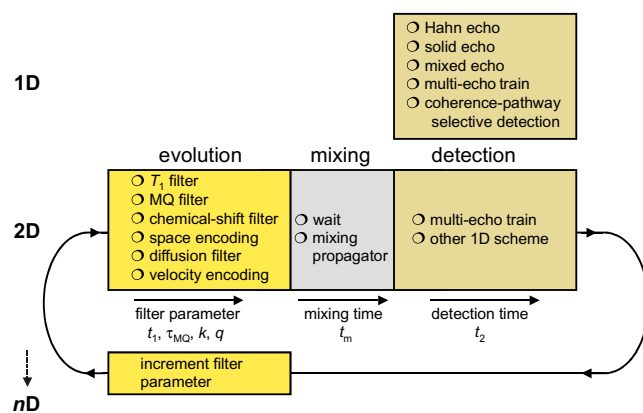 1D
❍ Hahn echo
❍ solid echo
❍ mixed echo
❍ multi-echo train
❍ coherence-pathway
selective detection
evolution
mixing
detection
2D
❍ T1 filter
❍ MQ filter
❍ chemical-shift filter
❍ space encoding
❍ diffusion filter
❍ velocity encoding
❍ wait
❍ mixing
propagator
❍ multi-echo train
❍ other 1D scheme
filter parameter
t1, τMQ, k, q
mixing time
tm
detection time
t2
increment filter
parameter
nD